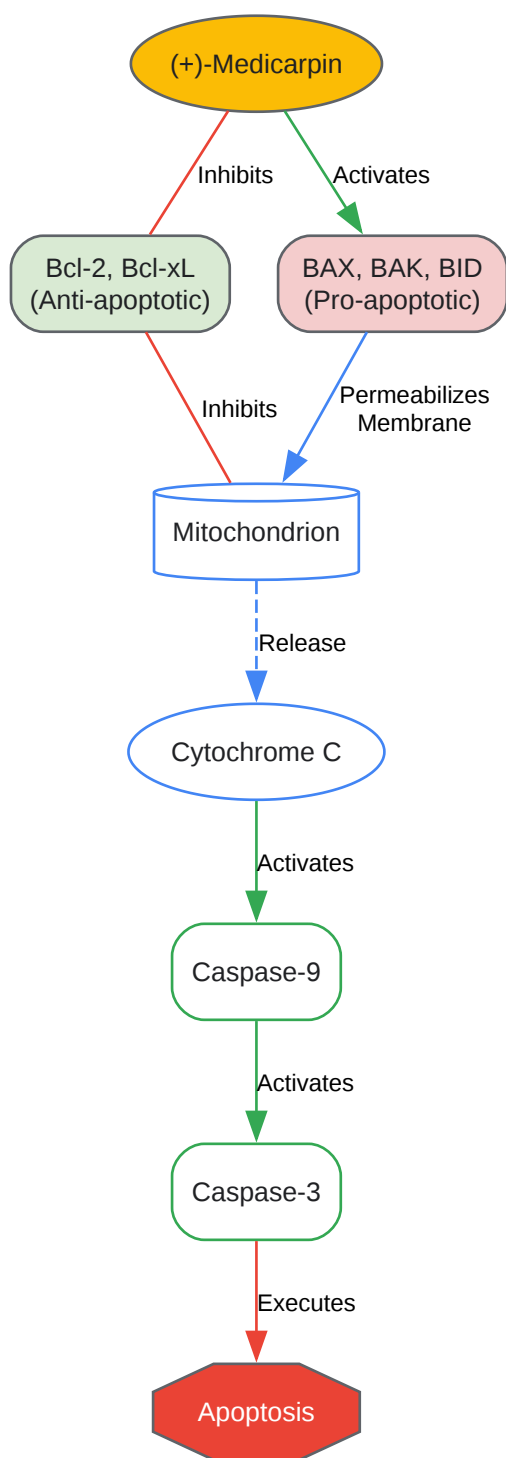 (+)-Medicarpin
Inhibits
Activates
Bcl-2, Bcl-xL
(Anti-apoptotic)
BAX, BAK, BID
(Pro-apoptotic)
Inhibits
Permeabilizes
Membrane
Mitochondrion
Release
Cytochrome C
Activates
Caspase-9
Activates
Caspase-3
Executes
Apoptosis